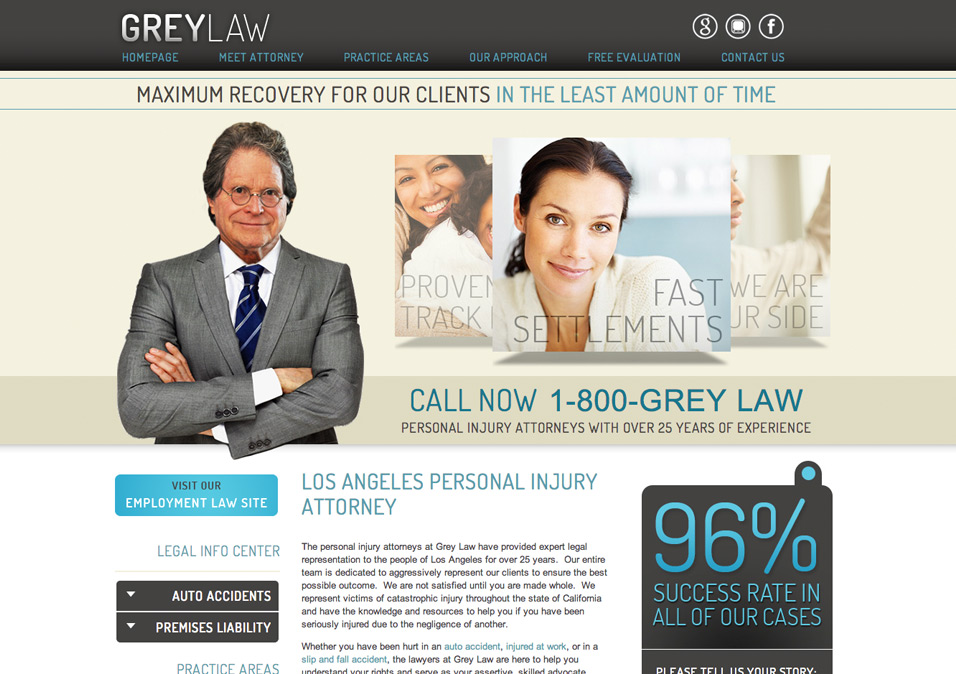 GREYLAW
HOMEPAGE MEET ATTORNEY PRACTICE AREAS OUR APPROACH FREE EVALUATION CONTACT US
MAXIMUM RECOVERY FOR OUR CLIENTS IN THE LEAST AMOUNT OF TIME
PROVEN
TRACK
FAST
SETTLEMENTS
WE ARE
UR SIDE
CALL NOW 1-800-GREY LAW
PERSONAL INJURY ATTORNEYS WITH OVER 25 YEARS OF EXPERIENCE
VISIT OUR
EMPLOYMENT LAW SITE
LEGAL INFO CENTER
AUTO ACCIDENTS
PREMISES LIABILITY
PRACTICE AREAS
LOS ANGELES PERSONAL INJURY
ATTORNEY
The personal injury attorneys at Grey Law have provided expert legal
representation to the people of Los Angeles for over 25 years. Our entire
team is dedicated to aggressively represent our clients to ensure the best
possible outcome. We are not satisfied until you are made whole. We
represent victims of catastrophic injury throughout the state of California
and have the knowledge and resources to help you if you have been
seriously injured due to the negligence of another.
Whether you have been hurt in an auto accident, injured at work, or in a
slip and fall accident, the lawyers at Grey Law are here to help you
understand your rights and serve as your assertive, skilled advocate
96%
SUCCESS RATE IN
ALL OF OUR CASES
PLEASE TELL US YOUR STORY: